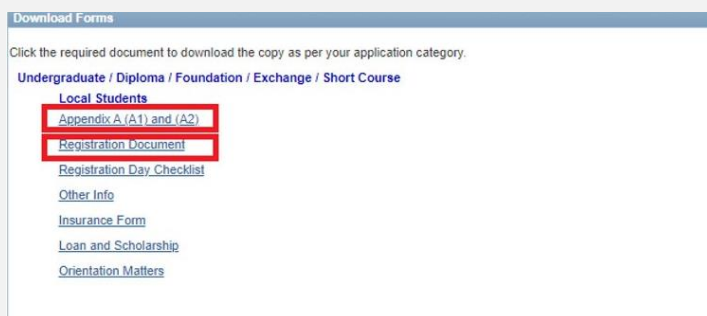 Download Forms
Click the required document to download the copy as per your application category.
Undergraduate / Diploma / Foundation / Exchange / Short Course
Local Students
Appendix A (A1) and (A2)
Registration Document
Registration Day Checklist
Other Info
Insurance Form
Loan and Scholarship
Orientation Matters